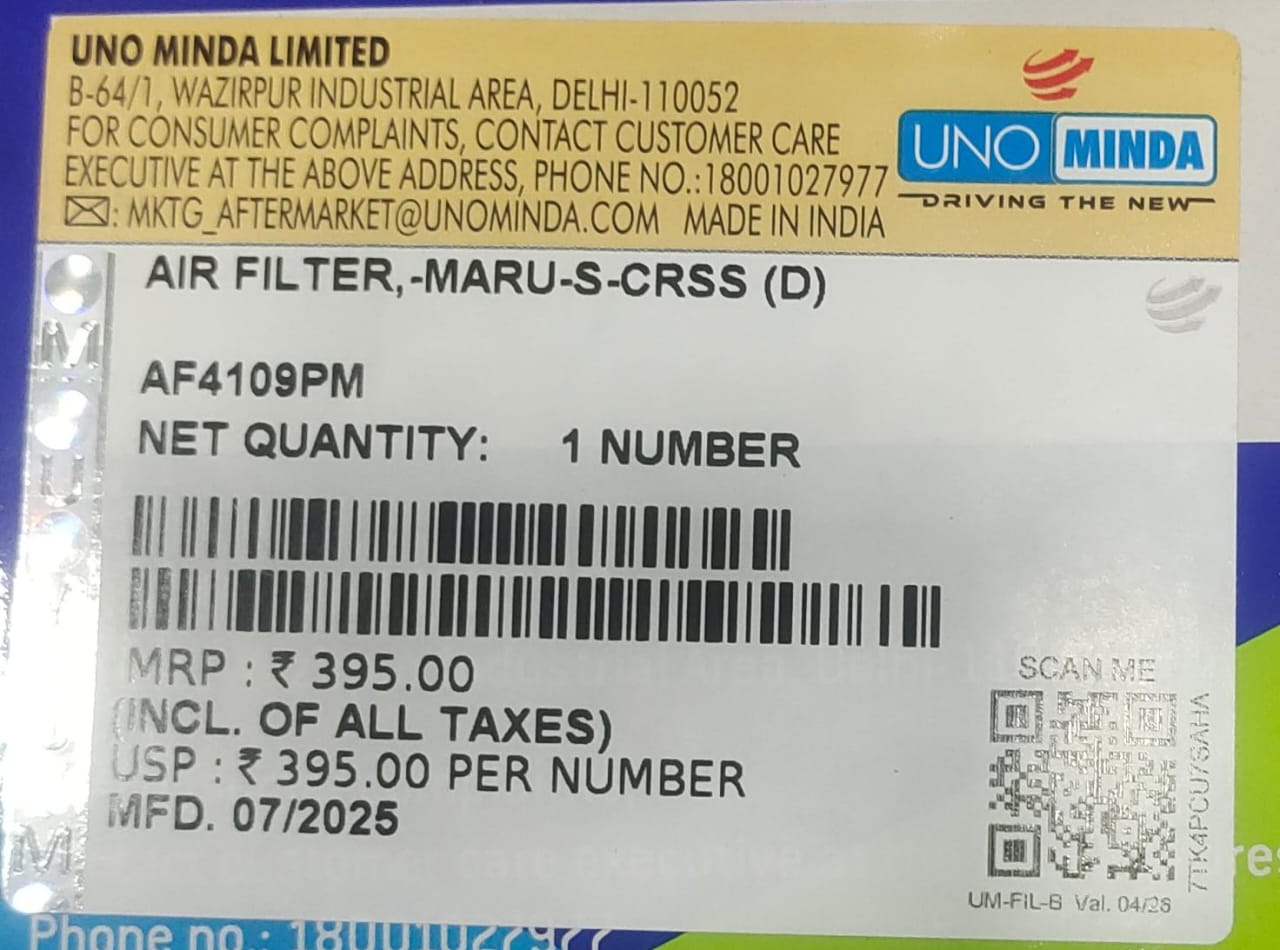 UNO MINDA LIMITED
B-64/1, WAZIRPUR INDUSTRIAL AREA, DELHI-110052
FOR CONSUMER COMPLAINTS, CONTACT CUSTOMER CARE
EXECUTIVE AT THE ABOVE ADDRESS, PHONE NO.:18001027977
: MKTG_AFTERMARKET@UNOMINDA.COM MADE IN INDIA
UNO MINDA
DRIVING THE NEW
AIR FILTER,-MARU-S-CRSS (D)
AF4109PM
NET QUANTITY: 1 NUMBER
MRP : ₹ 395.00
(INCL. OF ALL TAXES)
USP : ₹ 395.00 PER NUMBER
MFD. 07/2025
SCAN ME
UM-FIL-B Val.
Phone no.: 18001027977